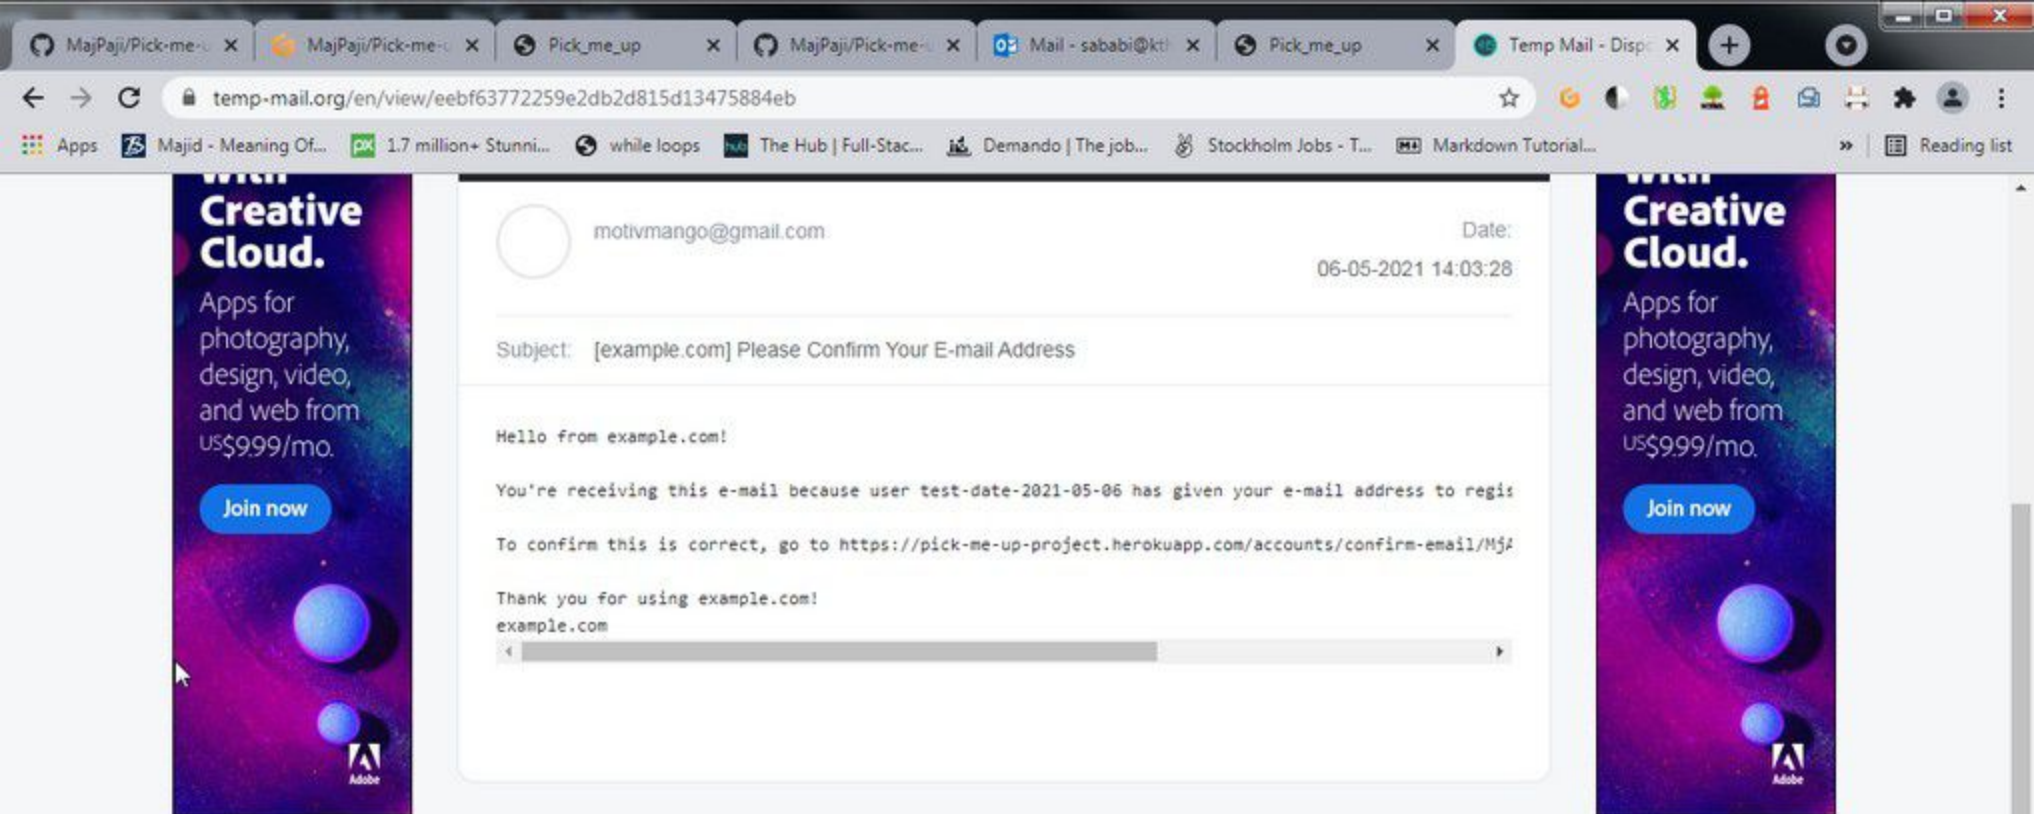 MajPaji/Pick-me-u
MajPaji/Pick-me-u
Pick_me_up
MajPaji/Pick-me-u
Mail - sababi@kth
Pick_me_up
Temp Mail - Dispo
temp-mail.org/en/view/eebf63772259e2db2d815d13475884eb
Apps
Majid - Meaning Of...
1.7 million+ Stunni...
while loops
The Hub | Full-Stac...
Demando | The job...
Stockholm Jobs - T...
Markdown Tutorial...
»
Reading list
with
Creative
Cloud.
Apps for
photography,
design, video,
and web from
US$9.99/mo.
Join now
Adobe
motivmango@gmail.com
Date:
06-05-2021 14:03:28
Subject: [example.com] Please Confirm Your E-mail Address
Hello from example.com!
You're receiving this e-mail because user test-date-2021-05-06 has given your e-mail address to regis
To confirm this is correct, go to https://pick-me-up-project.herokuapp.com/accounts/confirm-email/MjA
Thank you for using example.com!
example.com
with
Creative
Cloud.
Apps for
photography,
design, video,
and web from
US$9.99/mo.
Join now
Adobe